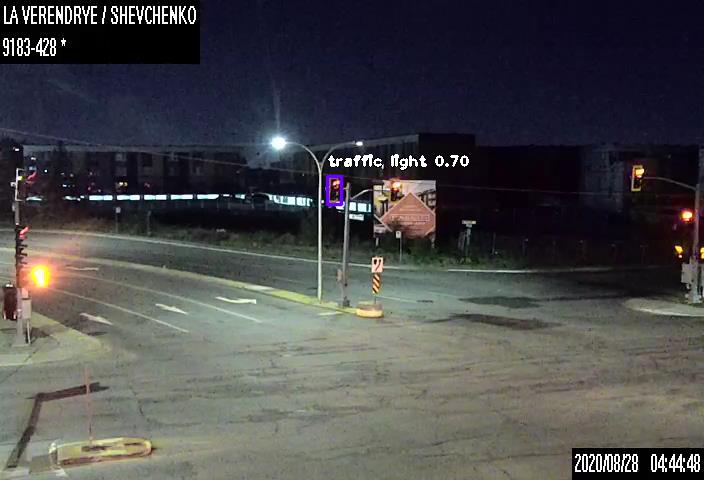 LA VERENDRYE / SHEVCHENKO
9183-428 *
traffic light 0.70
2020/08/28 04:44:48